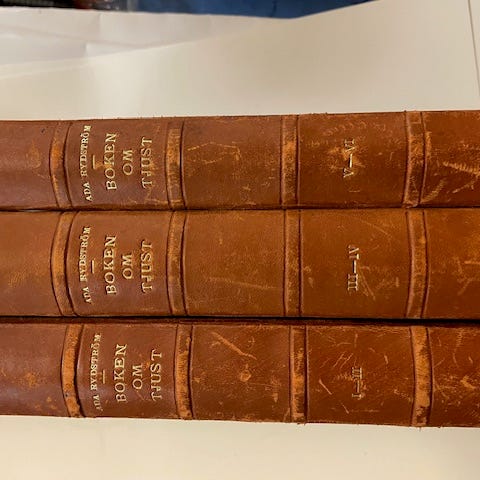 ADA RYDSTRÖM
BOKEN
OM
TJUST
V–VI
ADA RYDSTRÖM
BOKEN
OM
TJUST
III–IV
ADA RYDSTRÖM
BOKEN
OM
TJUST
I–II